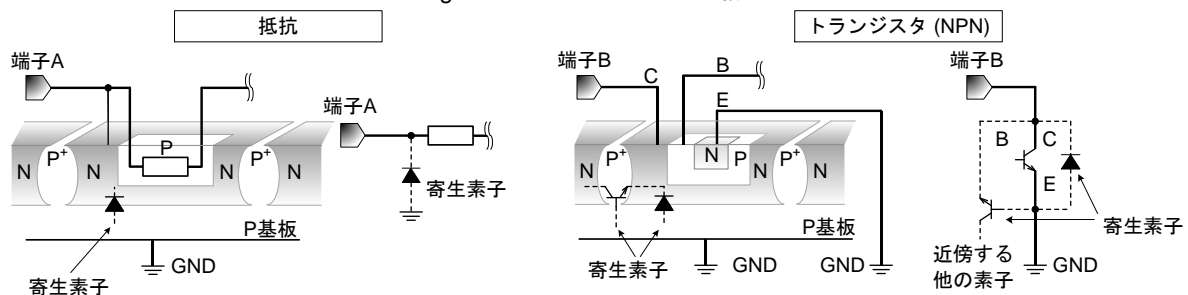 抵抗
トランジスタ (NPN)
端子A
端子A
P
N
P+
N
N
P+
N
寄生素子
P基板
GND
寄生素子
端子B
C
B
E
N
P+
N
N
P
P+
N
P基板
寄生素子
GND
GND
端子B
B
C
E
寄生素子
近傍する
他の素子
GND